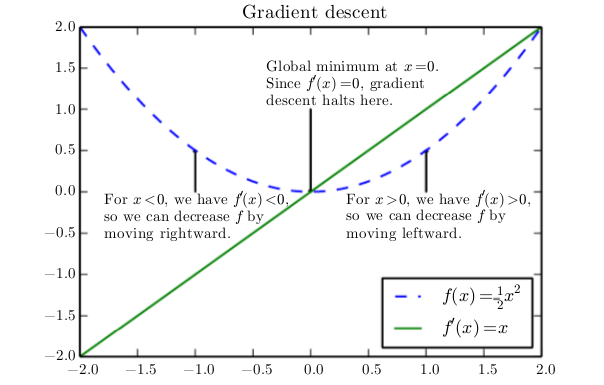 Gradient descent
2.0
1.5
1.0
0.5
0.0
−0.5
−1.0
−1.5
−2.0
Global minimum at x = 0.
Since f′(x) = 0, gradient
descent halts here.
For x < 0, we have f′(x) < 0,
so we can decrease f by
moving rightward.
For x > 0, we have f′(x) > 0,
so we can decrease f by
moving leftward.
f(x) = ½x²
f′(x) = x
−2.0 −1.5 −1.0 −0.5 0.0 0.5 1.0 1.5 2.0